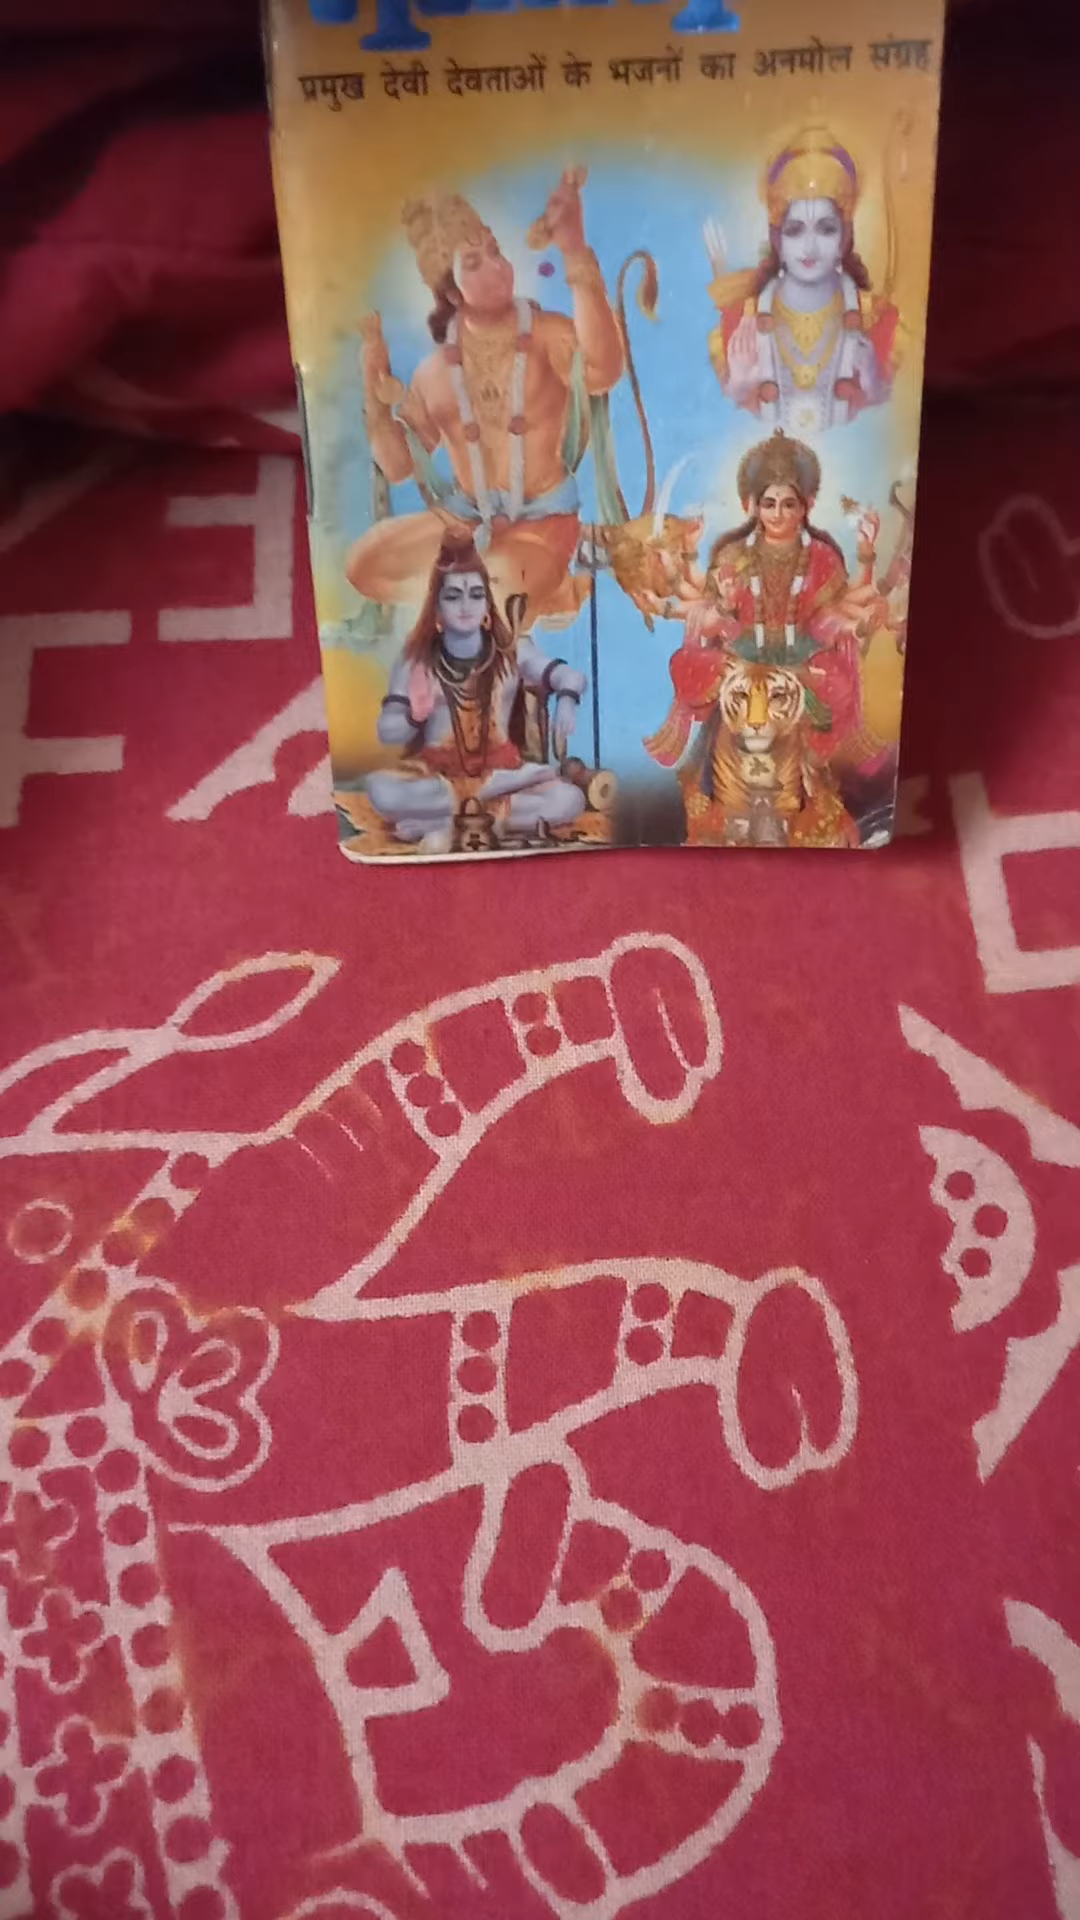 प्रमुख देवी देवताओं के भजनों का अनमोल संग्रह